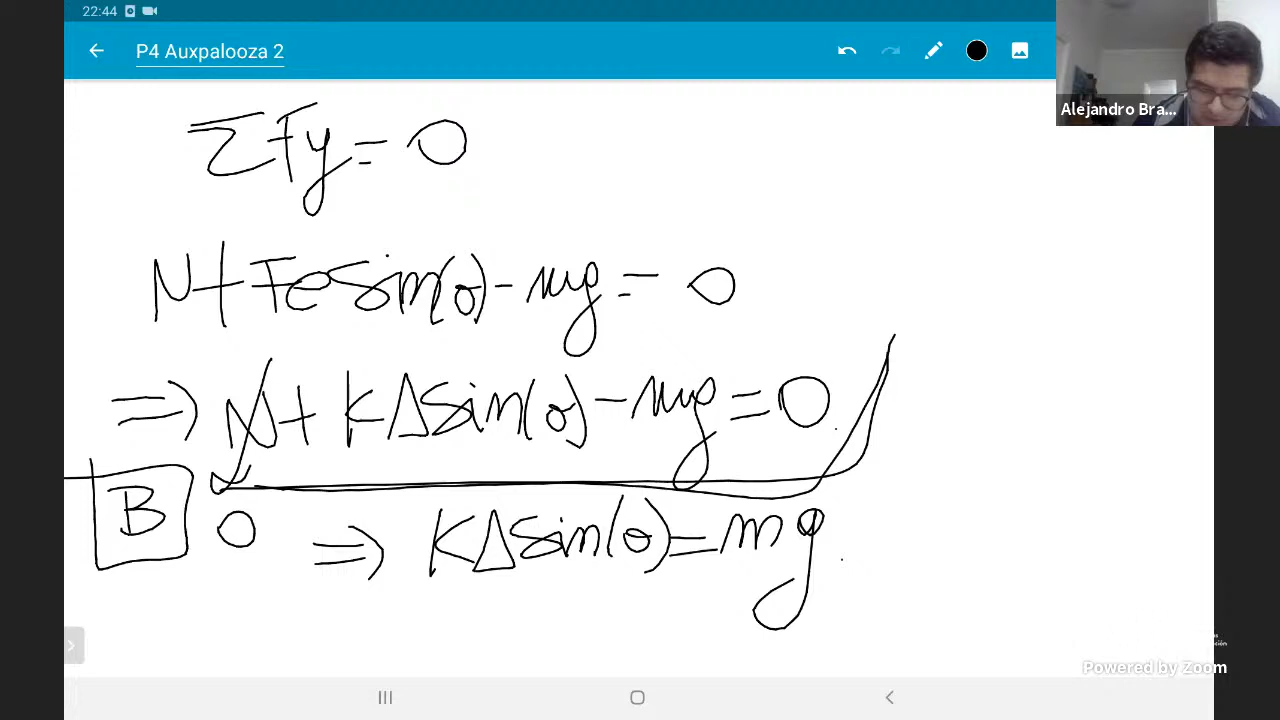 22:44
P4 Auxpalooza 2
Alejandro Bra...
ΣFy = 0
N + Fe sin(θ) - mg = 0
⇒ N + KΔ sin(θ) - mg = 0
B 0 ⇒ KΔ sin(θ) = mg.
Powered by Zoom